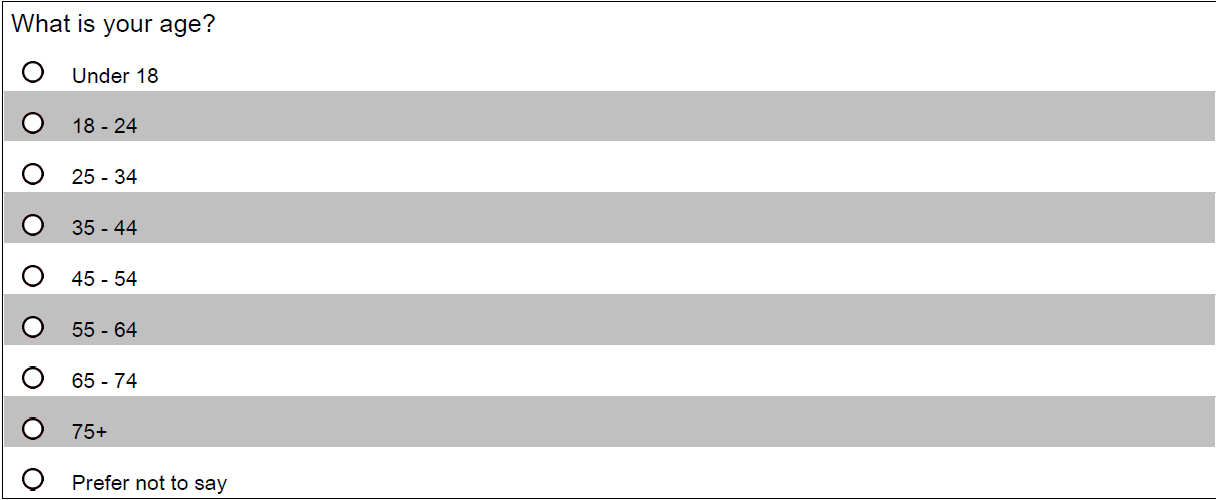 What is your age?
Under 18
18 - 24
25 - 34
35 - 44
45 - 54
55 - 64
65 - 74
75+
Prefer not to say